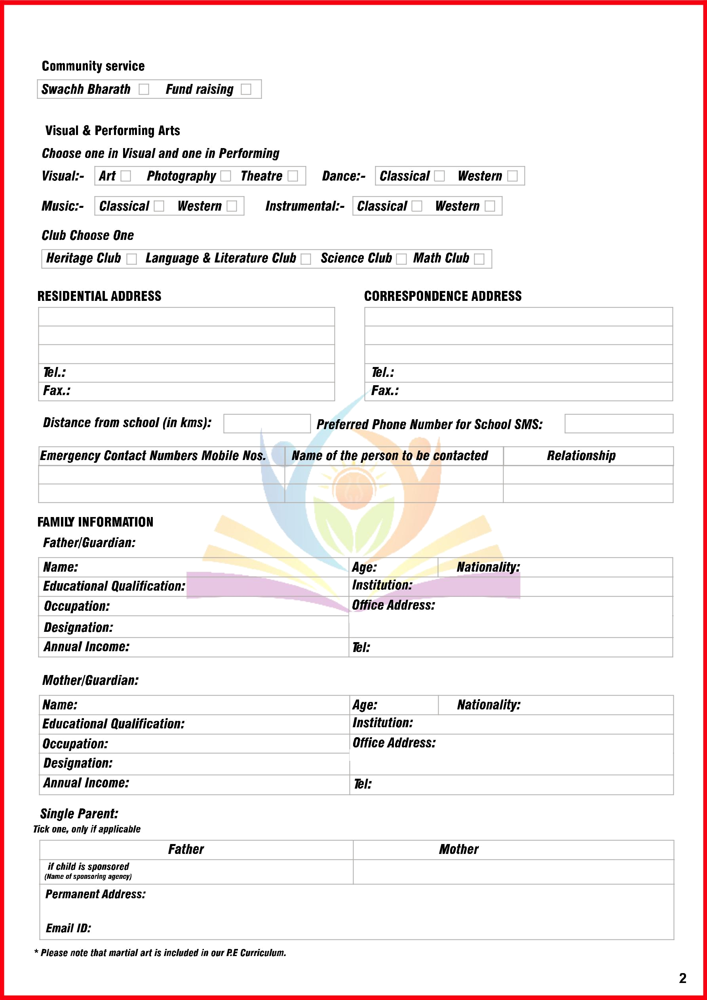 Community service
Swachh Bharath Fund raising
Visual & Performing Arts
Choose one in Visual and one in Performing
Visual:- Art Photography Theatre Dance:- Classical Western
Music:- Classical Western Instrumental:- Classical Western
Club Choose One
Heritage Club Language & Literature Club Science Club Math Club
RESIDENTIAL ADDRESS CORRESPONDENCE ADDRESS
Tel.: Tel.:
Fax.: Fax.:
Distance from school (in kms): Preferred Phone Number for School SMS:
Emergency Contact Numbers Mobile Nos. Name of the person to be contacted Relationship
FAMILY INFORMATION
Father/Guardian:
Name: Age: Nationality:
Educational Qualification: Institution:
Occupation: Office Address:
Designation:
Annual Income: Tel:
Mother/Guardian:
Name: Age: Nationality:
Educational Qualification: Institution:
Occupation: Office Address:
Designation:
Annual Income: Tel:
Single Parent:
Tick one, only if applicable
Father Mother
if child is sponsored
(Name of sponsoring agency)
Permanent Address:
Email ID:
* Please note that martial art is included in our P.E Curriculum.
2